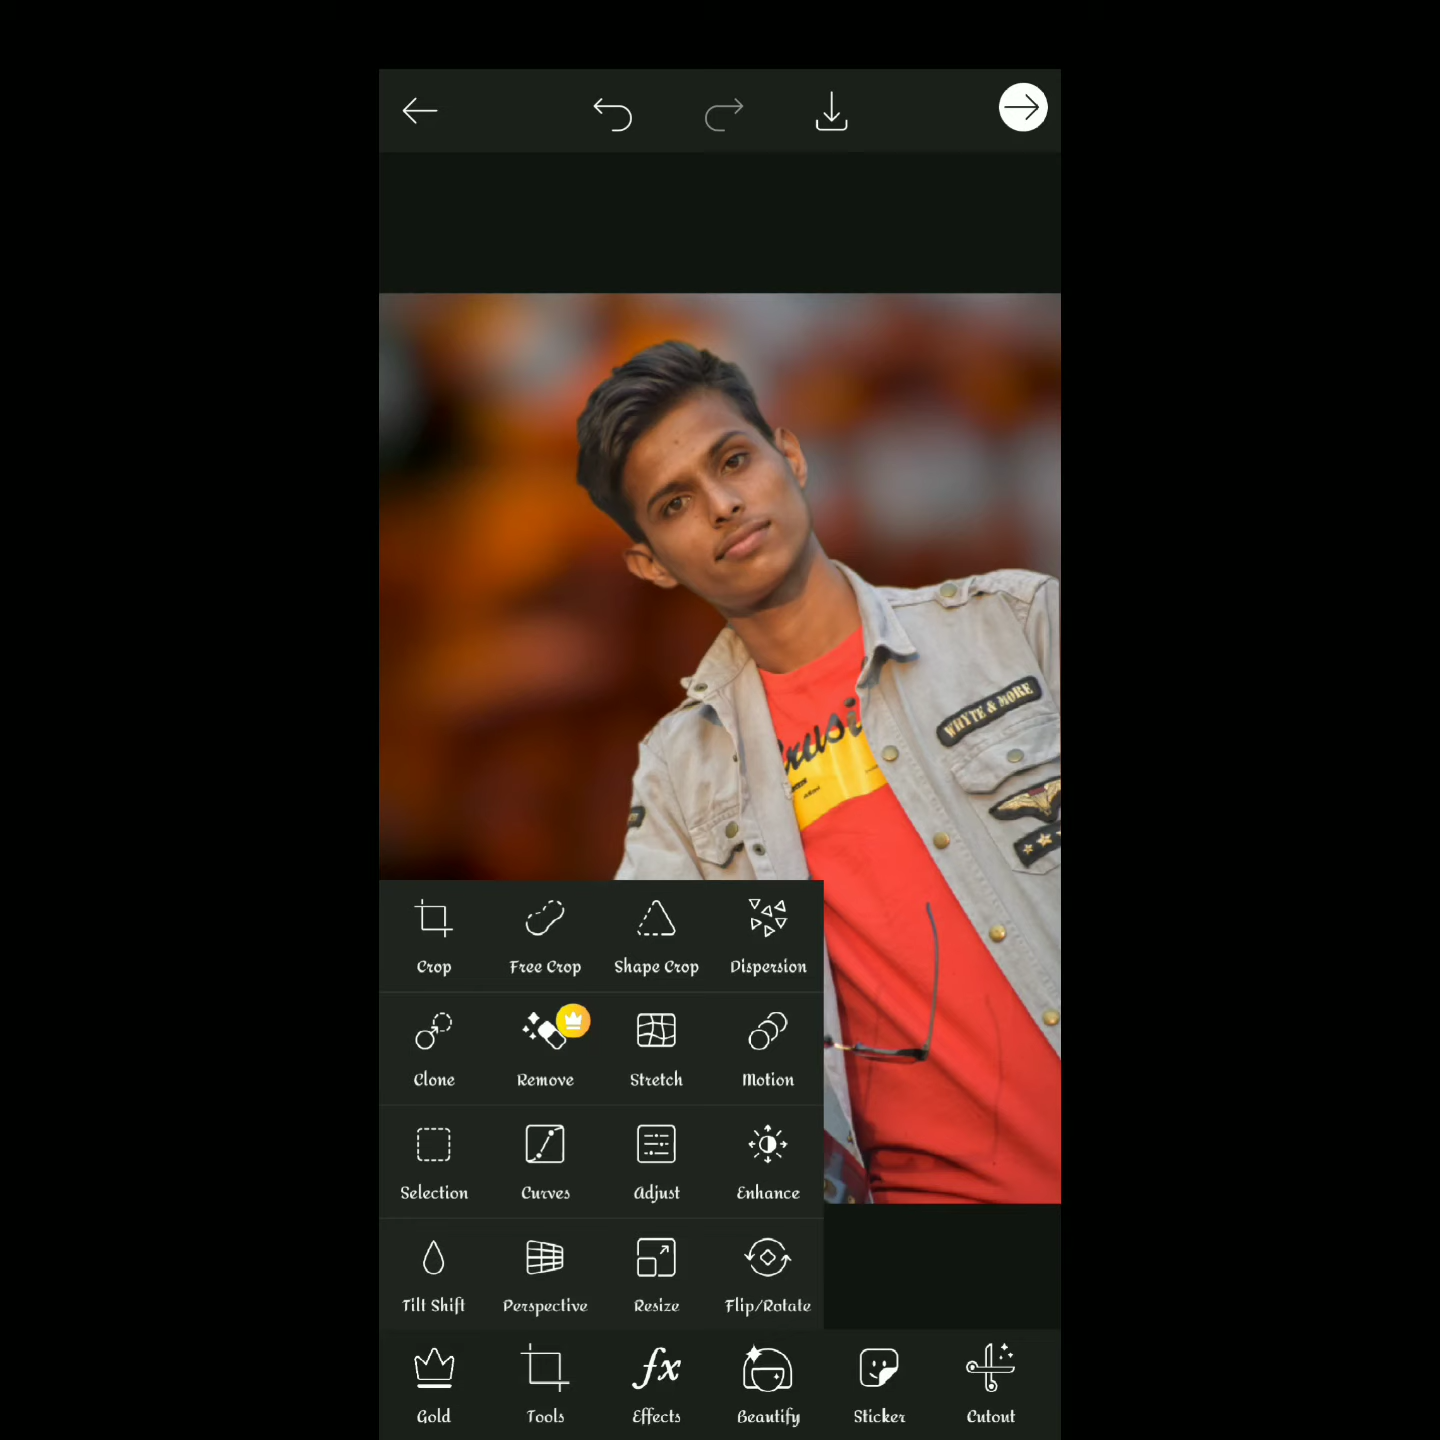 WHYTE & MORE
Crop Free Crop Shape Crop Dispersion
Clone Remove Stretch Motion
Selection Curves Adjust Enhance
Tilt Shift Perspective Resize Flip/Rotate
Gold Tools Effects Beautify Sticker Cutout